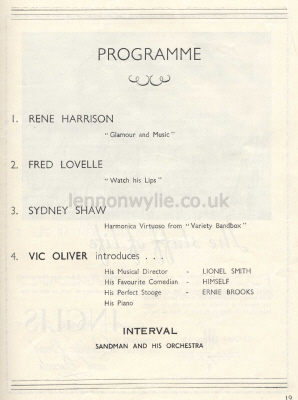 PROGRAMME
1. RENE HARRISON
"Glamour and Music"
2. FRED LOVELLE
"Watch his Lips"
lennonwylie.co.uk
3. SYDNEY SHAW
Harmonica Virtuoso from "Variety Bandbox"
4. VIC OLIVER introduces . . .
His Musical Director - LIONEL SMITH
His Favourite Comedian - HIMSELF
His Perfect Stooge - ERNIE BROOKS
His Piano
INTERVAL
SANDMAN AND HIS ORCHESTRA
19